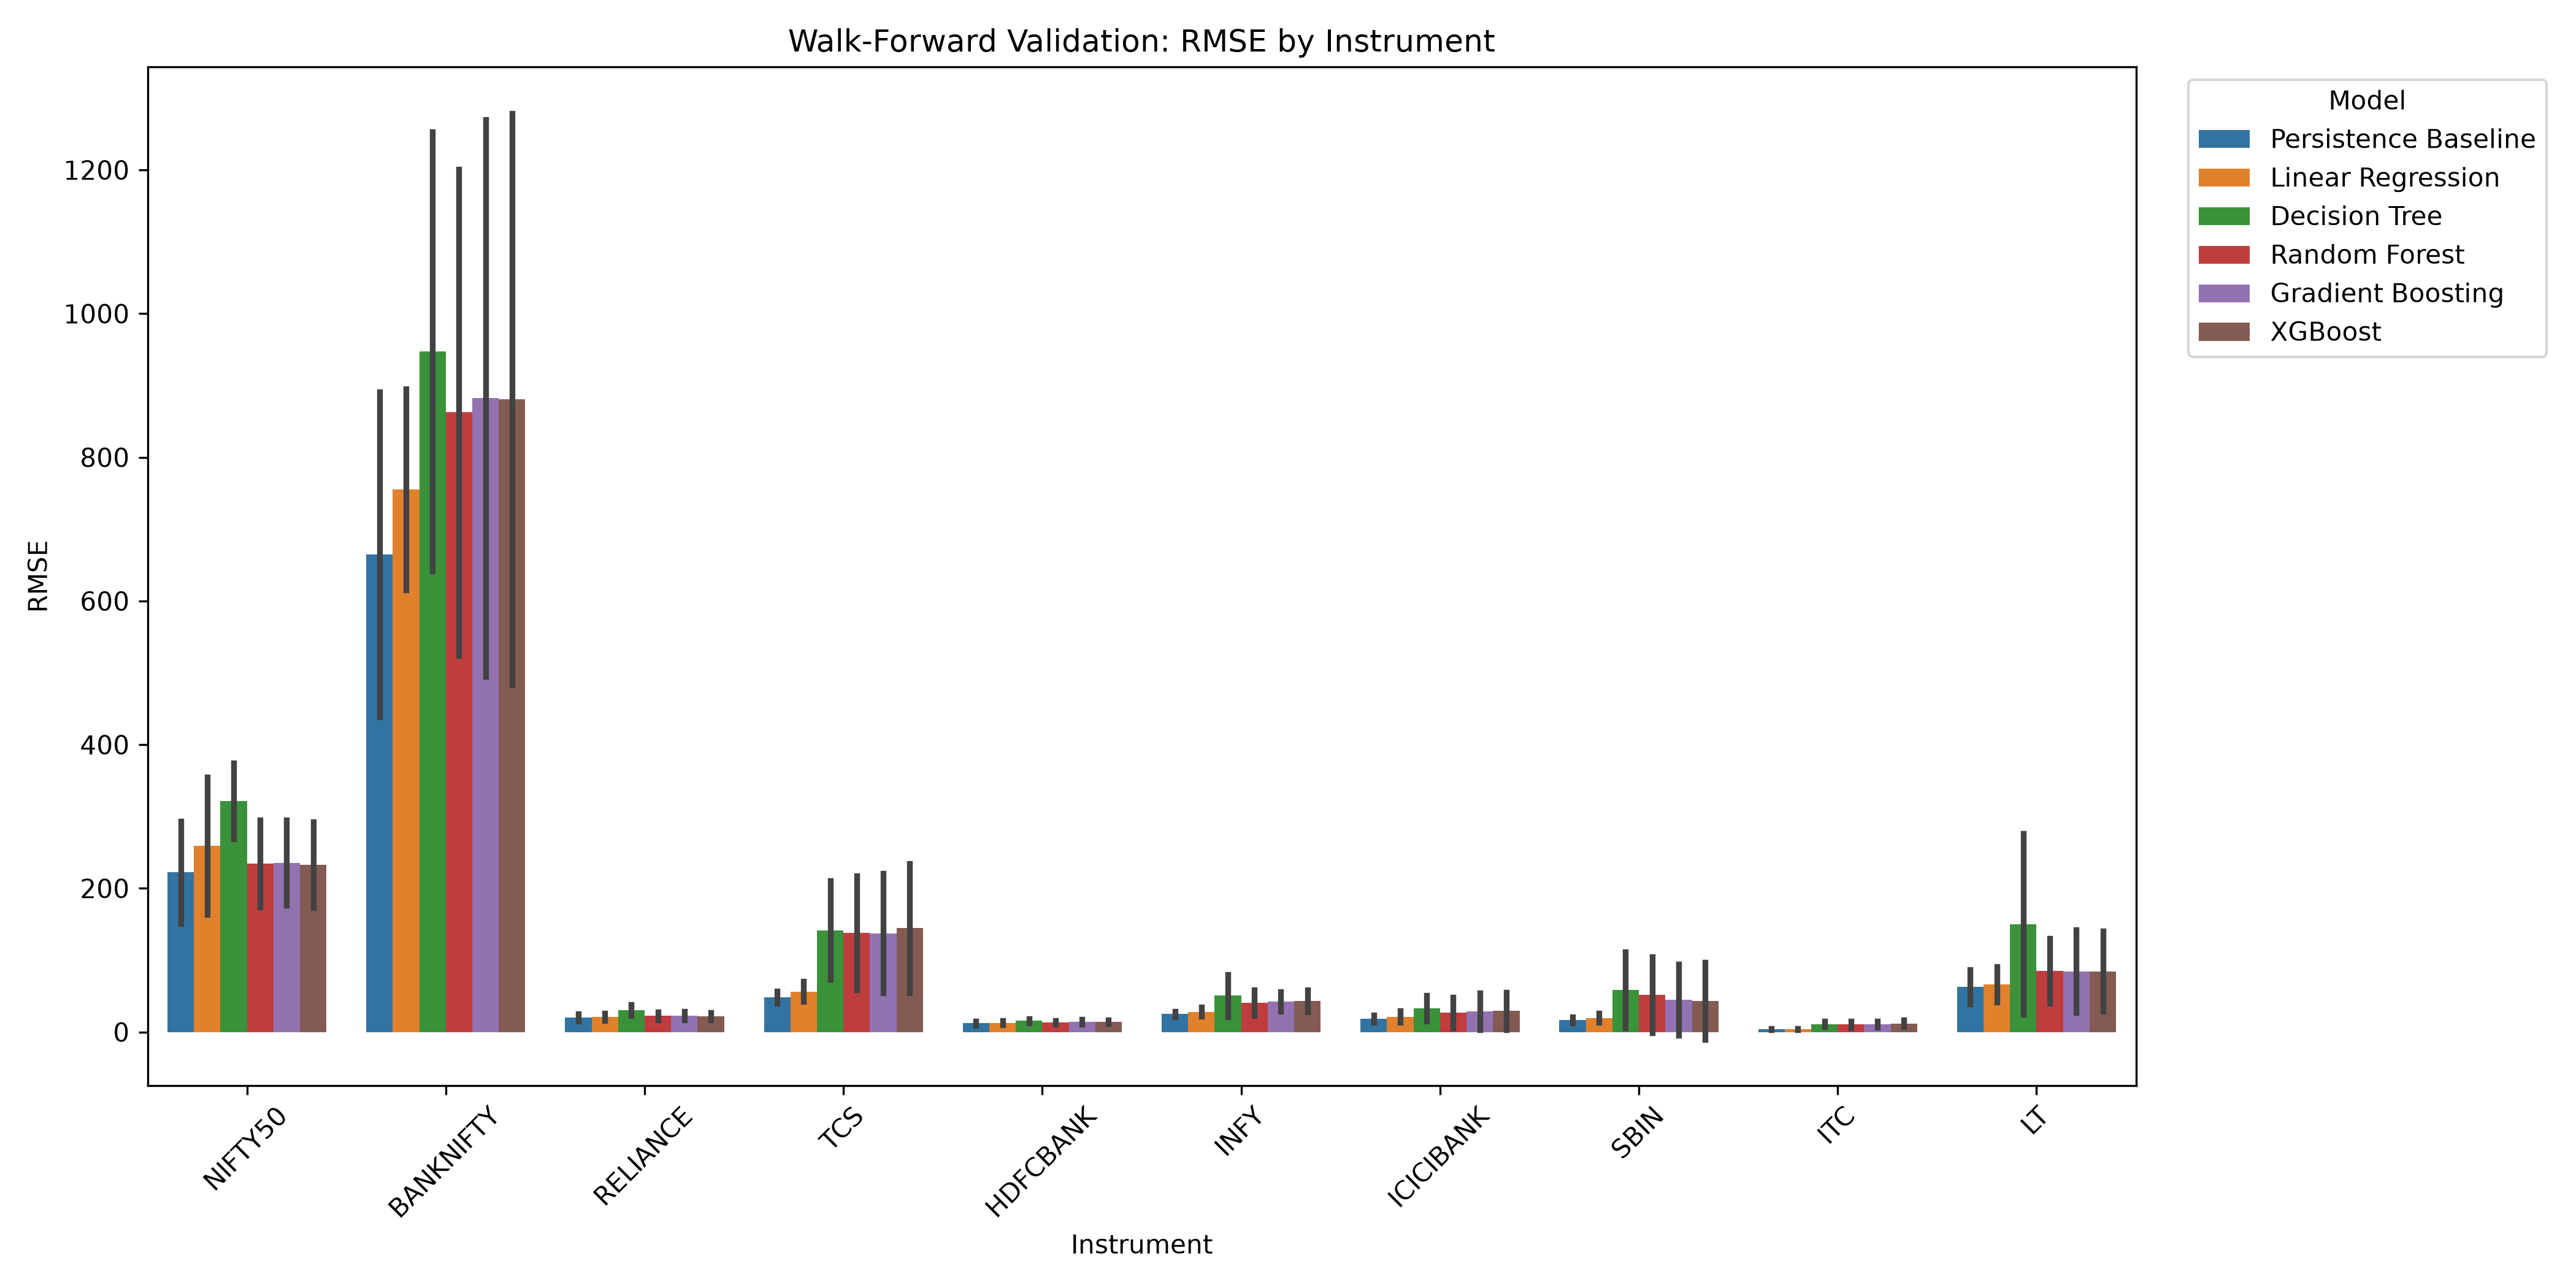 Walk-Forward Validation: RMSE by Instrument
Model
Persistence Baseline
Linear Regression
Decision Tree
Random Forest
Gradient Boosting
XGBoost
RMSE
1200
1000
800
600
400
200
0
NIFTY50
BANKNIFTY
RELIANCE
TCS
HDFCBANK
INFY
ICICIBANK
SBIN
ITC
LT
Instrument